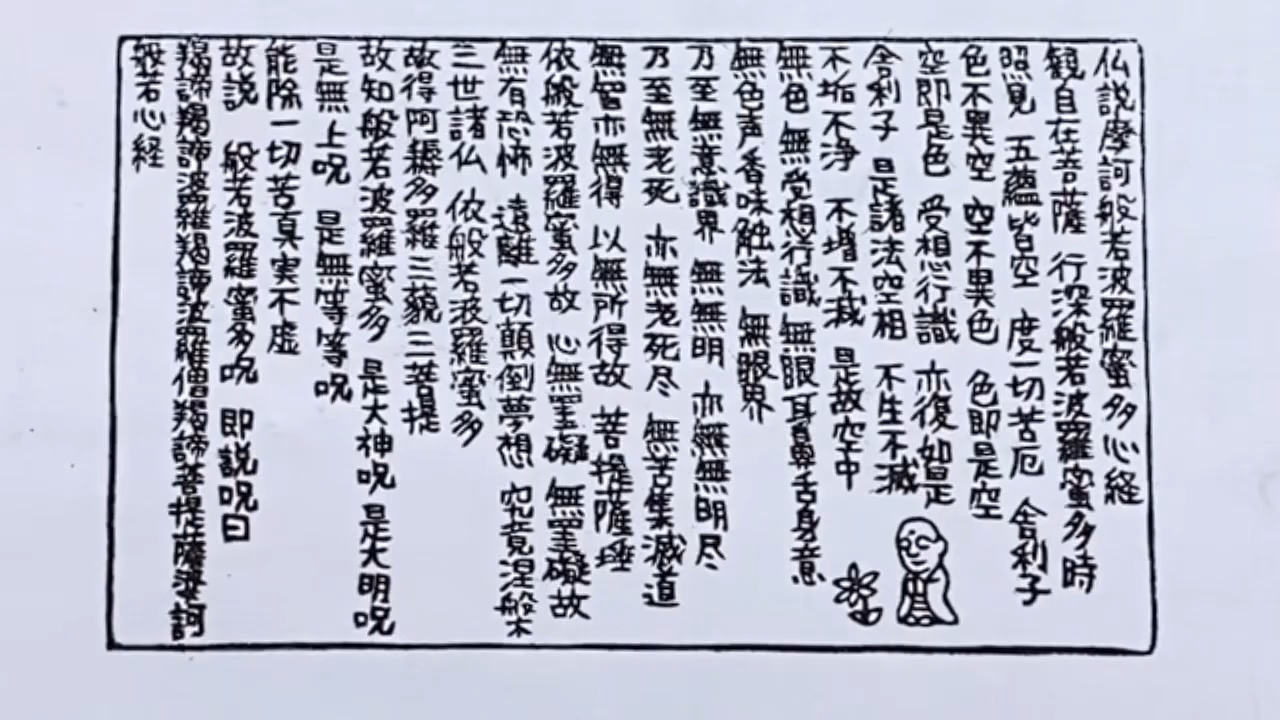 仏説摩訶般若波羅蜜多心経
観自在菩薩 行深般若波羅蜜多時
照見 五蘊皆空 度一切苦厄 舎利子
色不異空 空不異色 色即是空
空即是色 受相心行識 亦復如是
舎利子 是諸法空相 不生不滅
不垢不浄 不増不減 是故空中
無色 無受想行識 無眼耳鼻舌身意
無色声香味触法 無眼界
乃至無意識界 無無明 亦無無明尽
乃至無老死 亦無老死尽 無苦集滅道
無智亦無得 以無所得故 菩提薩埵
依般若波羅蜜多故 心無罣礙 無罣礙故
無有恐怖 遠離一切顛倒夢想 究竟涅般木
三世諸仏 依般若波羅蜜多
故得阿耨多羅三藐三菩提
故知般若波羅蜜多 是大神呪 是大明呪
是無上呪 是無等等呪
能除一切苦真実不虚
故説 般若波羅蜜多呪 即説呪曰
羯諦羯諦波羅羯諦波羅僧羯諦菩提薩婆訶
般若心経